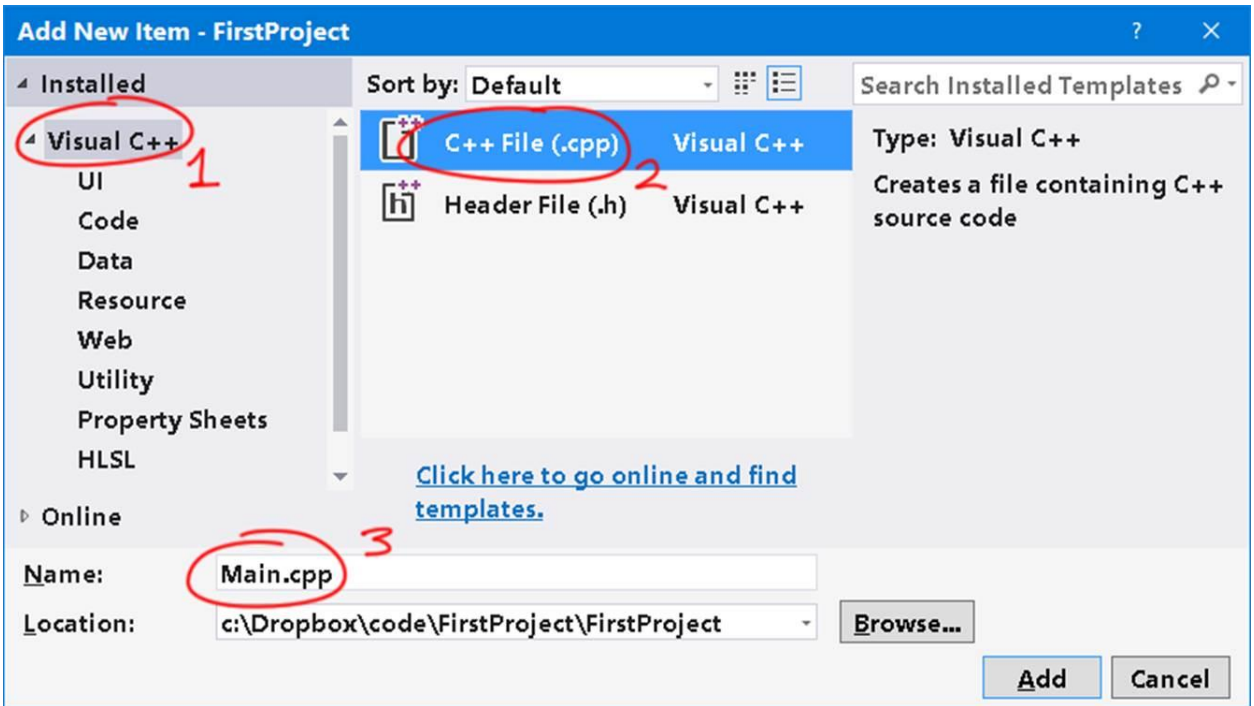 Add New Item - FirstProject
Installed
Sort by: Default
Search Installed Templates
Visual C++
1
UI
Code
Data
Resource
Web
Utility
Property Sheets
HLSL
Online
C++ File (.cpp) Visual C++
2
Header File (.h) Visual C++
Click here to go online and find
templates.
Type: Visual C++
Creates a file containing C++
source code
3
Name: Main.cpp
Location: c:\Dropbox\code\FirstProject\FirstProject
Browse...
Add
Cancel